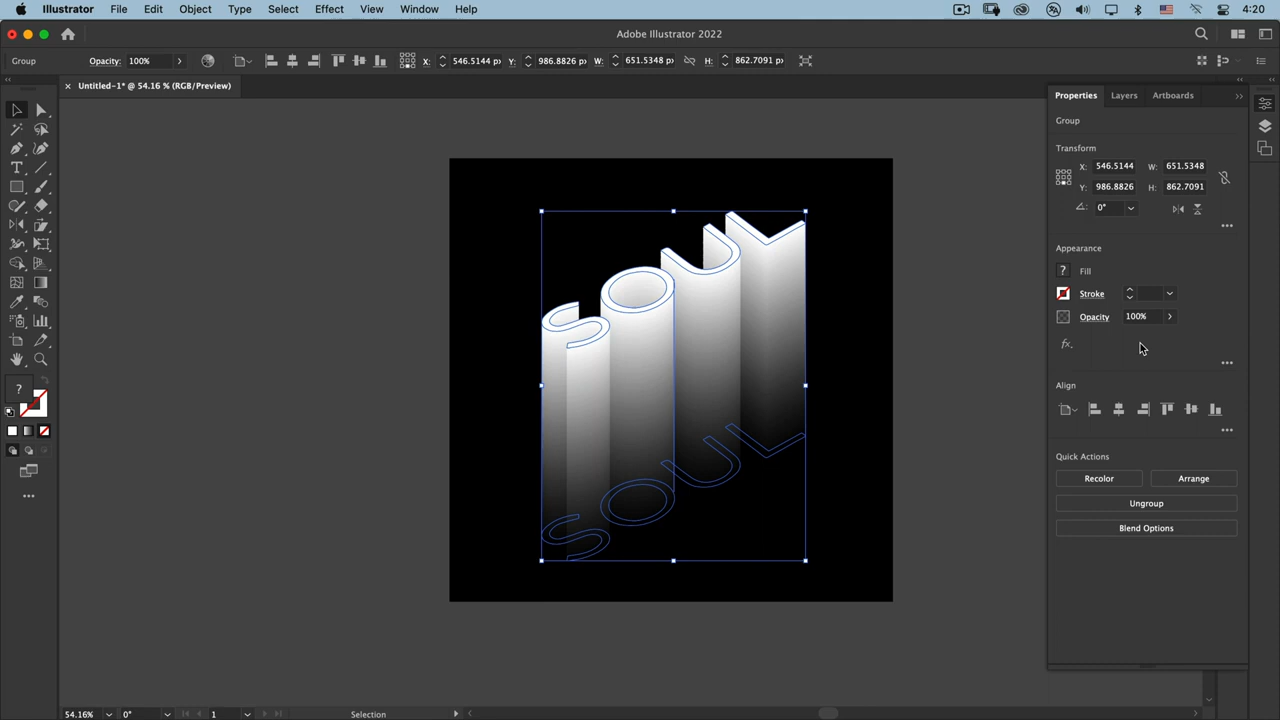 Illustrator File Edit Object Type Select Effect View Window Help 4:20
Adobe Illustrator 2022
Group Opacity: 100% X: 546.5144 p Y: 986.8826 p W: 651.5348 p H: 862.7091 p
× Untitled-1* @ 54.16 % (RGB/Preview)
Properties Layers Artboards
Group
Transform
X: 546.5144 W: 651.5348
Y: 986.8826 H: 862.7091
0°
Appearance
? Fill
Stroke
Opacity 100%
fx.
Align
Quick Actions
Recolor Arrange
Ungroup
Blend Options
SOUL
SOUL
?
54.16% 0° 1 Selection